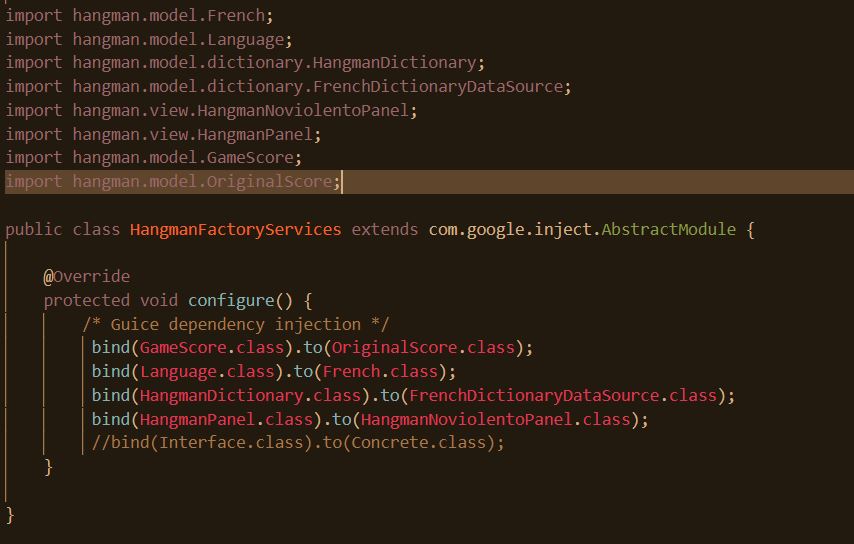 import hangman.model.French;
import hangman.model.Language;
import hangman.model.dictionary.HangmanDictionary;
import hangman.model.dictionary.FrenchDictionaryDataSource;
import hangman.view.HangmanNoviolentoPanel;
import hangman.view.HangmanPanel;
import hangman.model.GameScore;
import hangman.model.OriginalScore;
public class HangmanFactoryServices extends com.google.inject.AbstractModule {
@Override
protected void configure() {
/* Guice dependency injection */
bind(GameScore.class).to(OriginalScore.class);
bind(Language.class).to(French.class);
bind(HangmanDictionary.class).to(FrenchDictionaryDataSource.class);
bind(HangmanPanel.class).to(HangmanNoviolentoPanel.class);
//bind(Interface.class).to(Concrete.class);
}
}